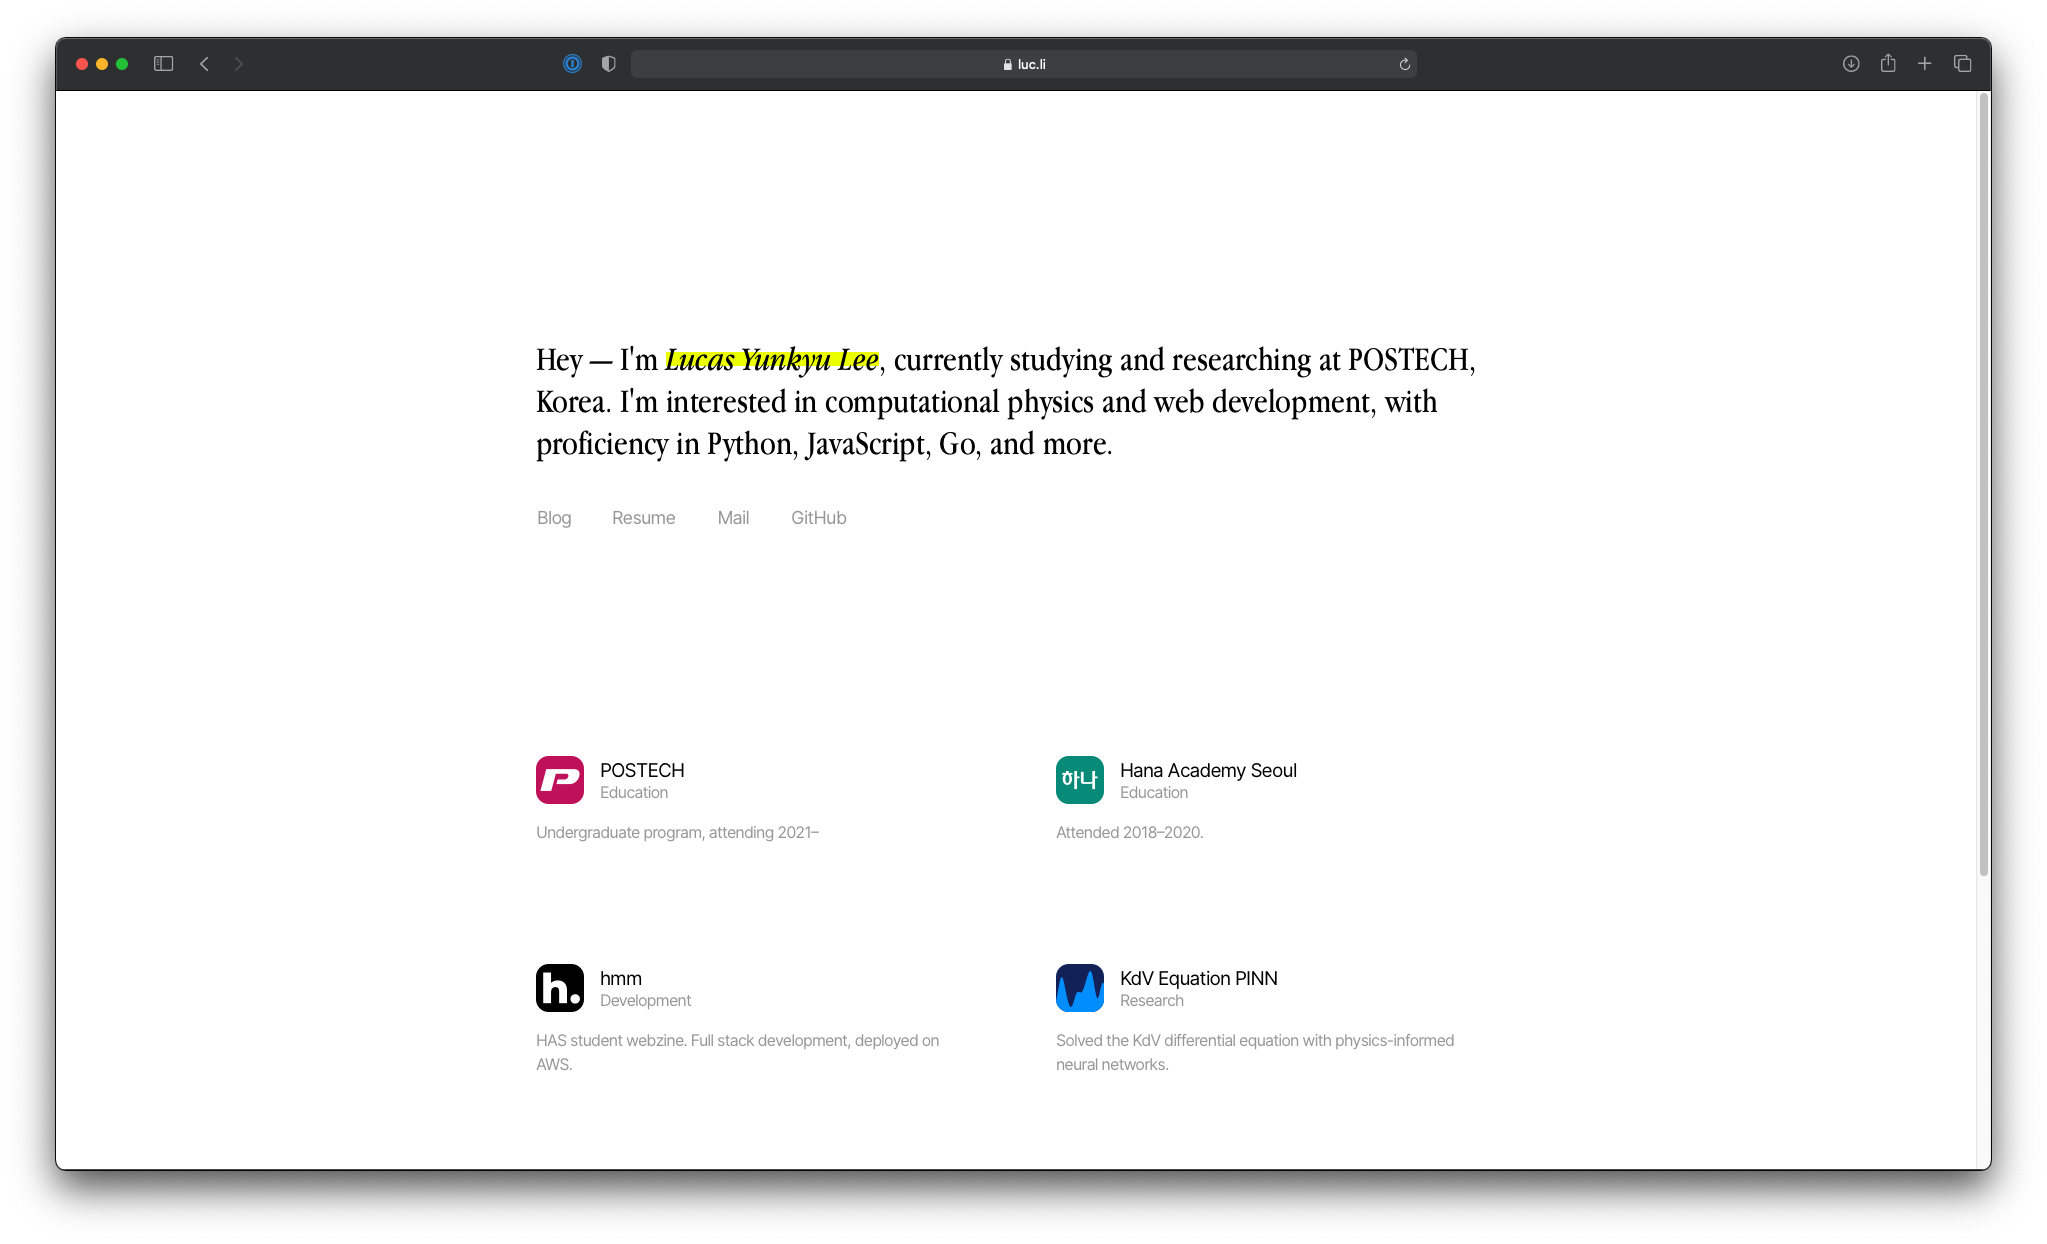 luc.li
Hey — I'm Lucas Yunkyu Lee, currently studying and researching at POSTECH,
Korea. I'm interested in computational physics and web development, with
proficiency in Python, JavaScript, Go, and more.
Blog Resume Mail GitHub
P
POSTECH
Education
Undergraduate program, attending 2021–
하나
Hana Academy Seoul
Education
Attended 2018–2020.
h.
hmm
Development
HAS student webzine. Full stack development, deployed on
AWS.
KdV Equation PINN
Research
Solved the KdV differential equation with physics-informed
neural networks.